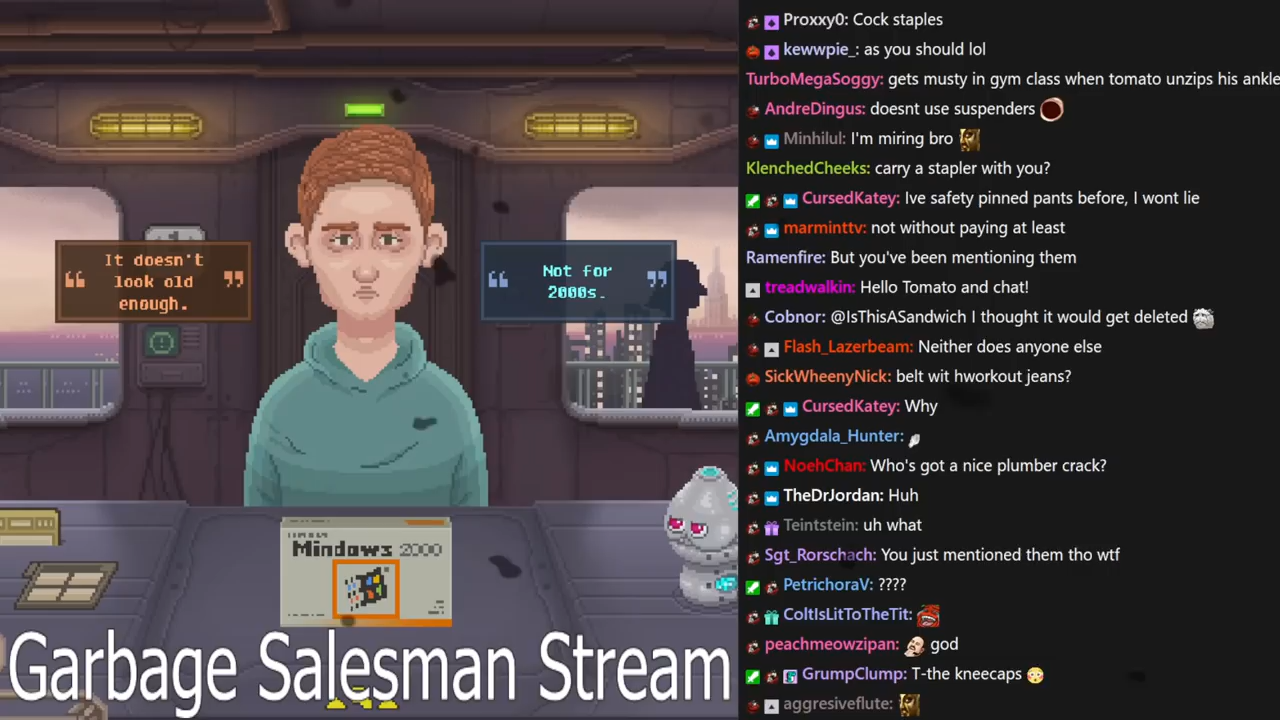 It doesn't
look old
enough.
Not for
2000s.
Mindows 2000
Garbage Salesman Stream
Proxxy0: Cock staples
kewwpie_: as you should lol
TurboMegaSoggy: gets musty in gym class when tomato unzips his ankle
AndreDingus: doesnt use suspenders
Minhilul: I'm miring bro
KlenchedCheeks: carry a stapler with you?
CursedKatey: Ive safety pinned pants before, I wont lie
marminttv: not without paying at least
Ramenfire: But you've been mentioning them
treadwalkin: Hello Tomato and chat!
Cobnor: @IsThisASandwich I thought it would get deleted
Flash_Lazerbeam: Neither does anyone else
SickWheenyNick: belt wit hworkout jeans?
CursedKatey: Why
Amygdala_Hunter:
NoehChan: Who's got a nice plumber crack?
TheDrJordan: Huh
Teintstein: uh what
Sgt_Rorschach: You just mentioned them tho wtf
PetrichoraV: ????
ColtIsLitToTheTit:
peachmeowzipan: god
GrumpClump: T-the kneecaps
aggresiveflute: